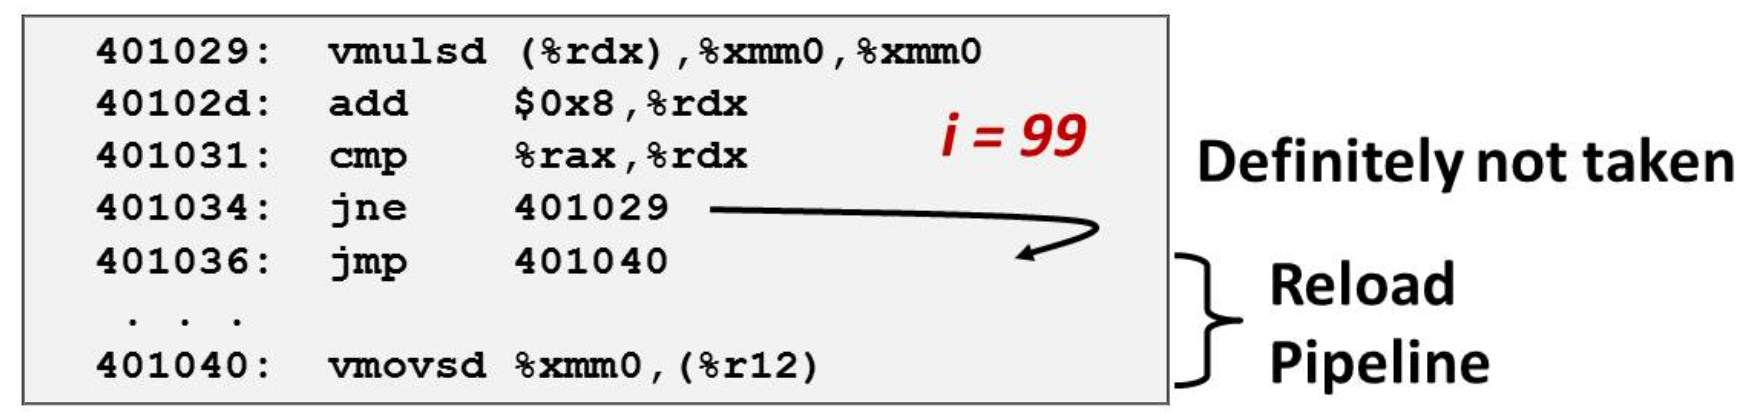 401029: vmulsd (%rdx),%xmm0,%xmm0
40102d: add $0x8,%rdx
i = 99
401031: cmp %rax,%rdx
Definitely not taken
401034: jne 401029
401036: jmp 401040
. . .
401040: vmovsd %xmm0,(%r12)
Reload
Pipeline